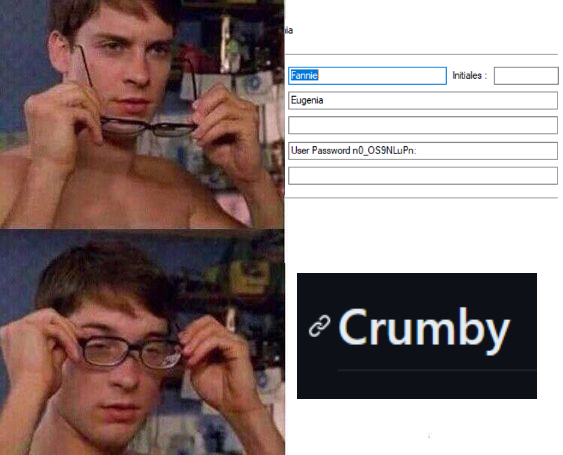 ia
Fannie Initiales :
Eugenia
User Password n0_OS9NLuPn:
Crumby